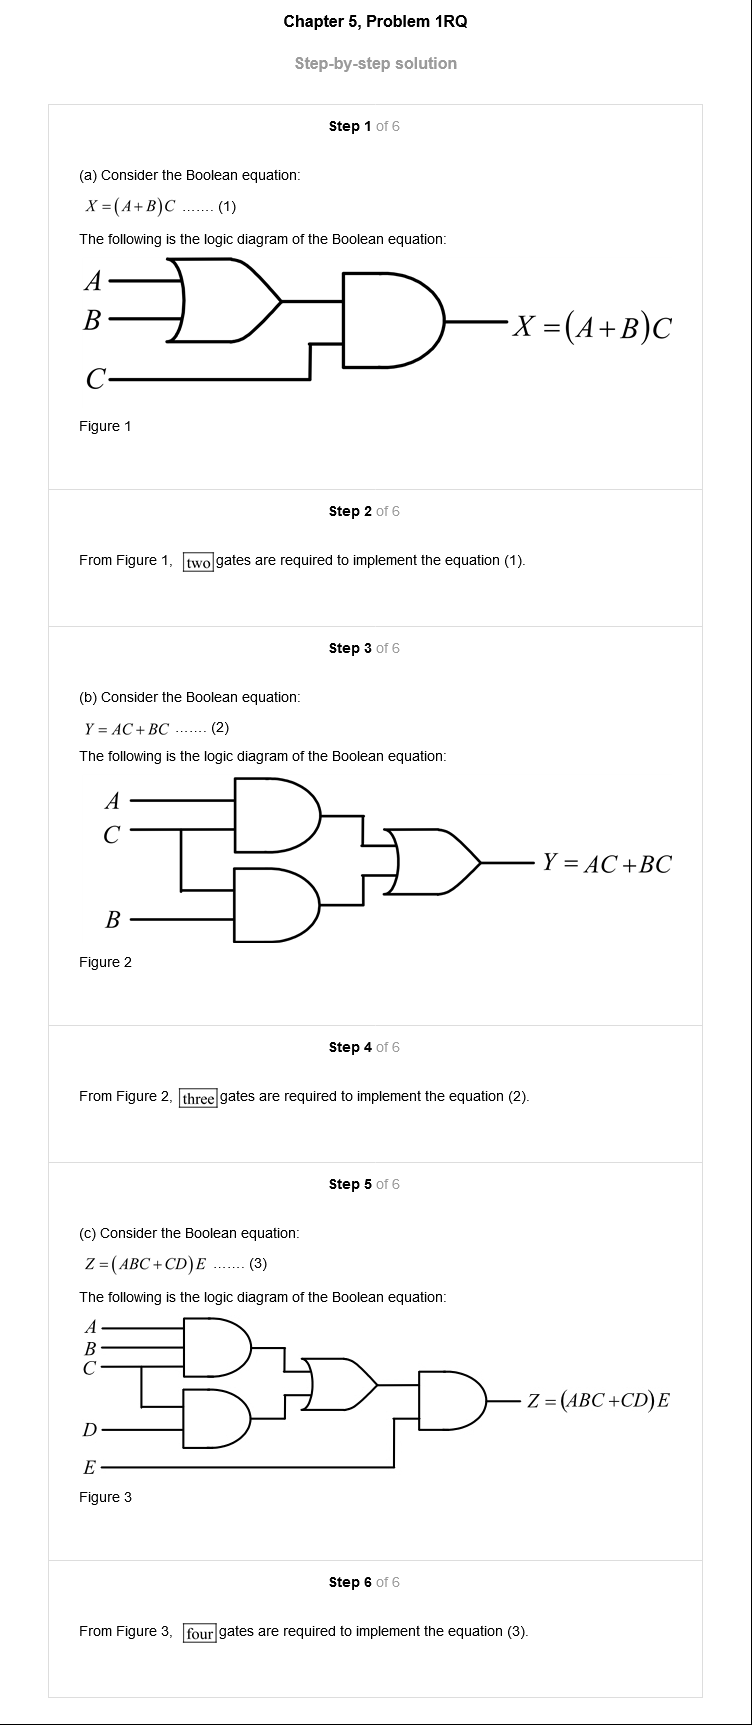 Chapter 5, Problem 1RQ
Step-by-step solution
Step 1 of 6
(a) Consider the Boolean equation:
X = (A+B)C ....... (1)
The following is the logic diagram of the Boolean equation:
A
B
X = (A+B)C
C
Figure 1
Step 2 of 6
From Figure 1, two gates are required to implement the equation (1).
Step 3 of 6
(b) Consider the Boolean equation:
Y = AC + BC ....... (2)
The following is the logic diagram of the Boolean equation:
A
C
Y = AC + BC
B
Figure 2
Step 4 of 6
From Figure 2, three gates are required to implement the equation (2).
Step 5 of 6
(c) Consider the Boolean equation:
Z = (ABC + CD)E ....... (3)
The following is the logic diagram of the Boolean equation:
A
B
C
Z = (ABC + CD)E
D
E
Figure 3
Step 6 of 6
From Figure 3, four gates are required to implement the equation (3).